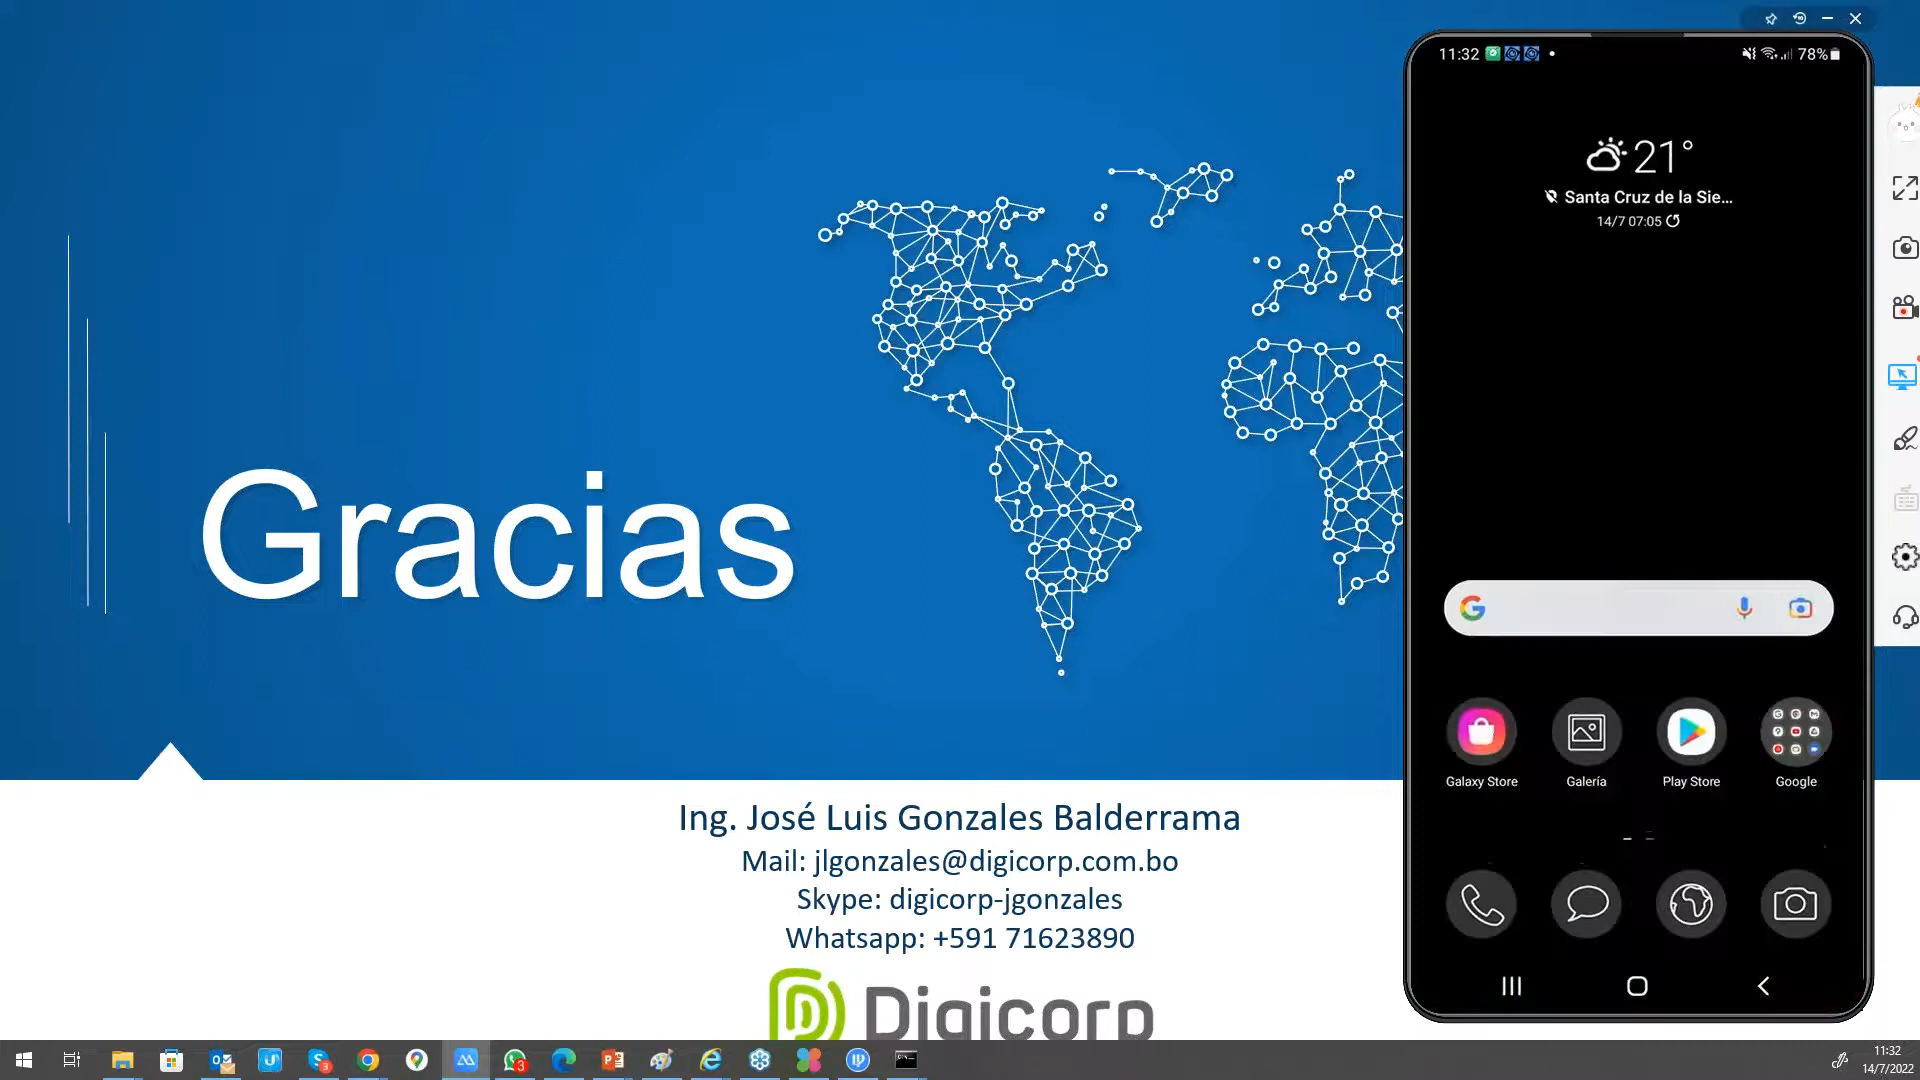 Gracias
Ing. José Luis Gonzales Balderrama
Mail: jlgonzales@digicorp.com.bo
Skype: digicorp-jgonzales
Whatsapp: +591 71623890
Digicorp
11:32
78%
21°
Santa Cruz de la Sie...
14/7 07:05
Galaxy Store
Galería
Play Store
Google
11:32
14/7/2022